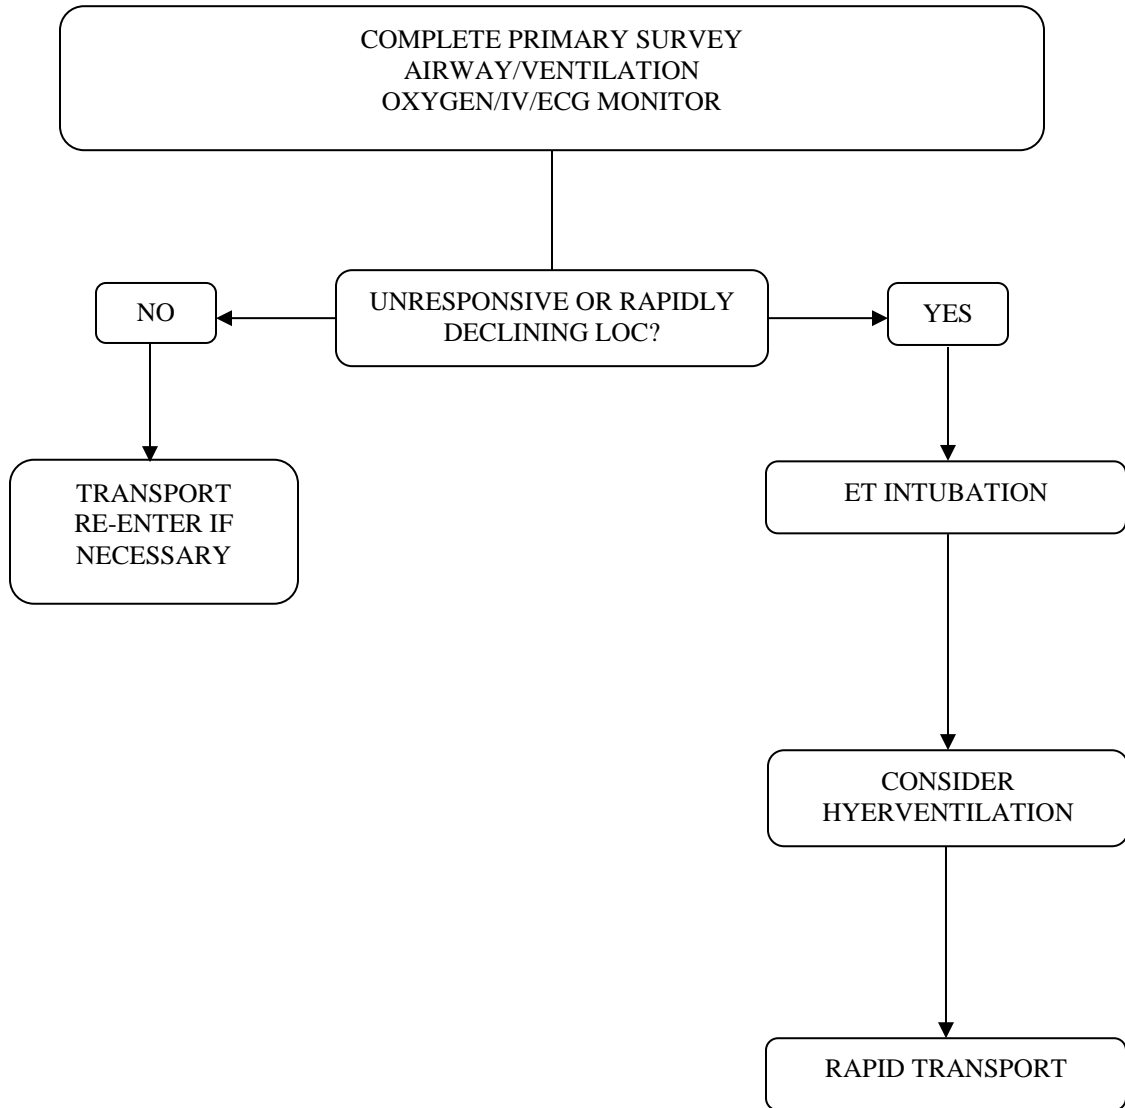 COMPLETE PRIMARY SURVEY
AIRWAY/VENTILATION
OXYGEN/IV/ECG MONITOR
UNRESPONSIVE OR RAPIDLY
DECLINING LOC?
NO
YES
TRANSPORT
RE-ENTER IF
NECESSARY
ET INTUBATION
CONSIDER
HYERVENTILATION
RAPID TRANSPORT